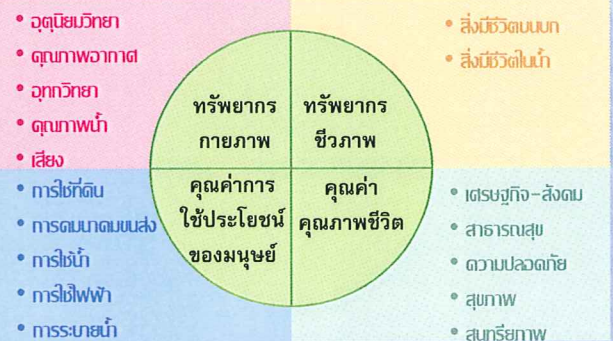 • อุตุนิยมวิทยา
• คุณภาพอากาศ
• อุทกวิทยา
• คุณภาพน้ำ
• เสียง
• สิ่งมีชีวิตบนบก
• สิ่งมีชีวิตในน้ำ
ทรัพยากร
กายภาพ
ทรัพยากร
ชีวภาพ
คุณค่าการ
ใช้ประโยชน์
ของมนุษย์
คุณค่า
คุณภาพชีวิต
• การใช้ที่ดิน
การคมนาคมขนส่ง
• การใช้น้ำ
• การใช้ไฟฟ้า
• การระบายน้ำ
• เศรษฐกิจ-สังคม
• สาธารณสุข
• ความปลอดภัย
• สุขภาพ
• สุนทรียภาพ